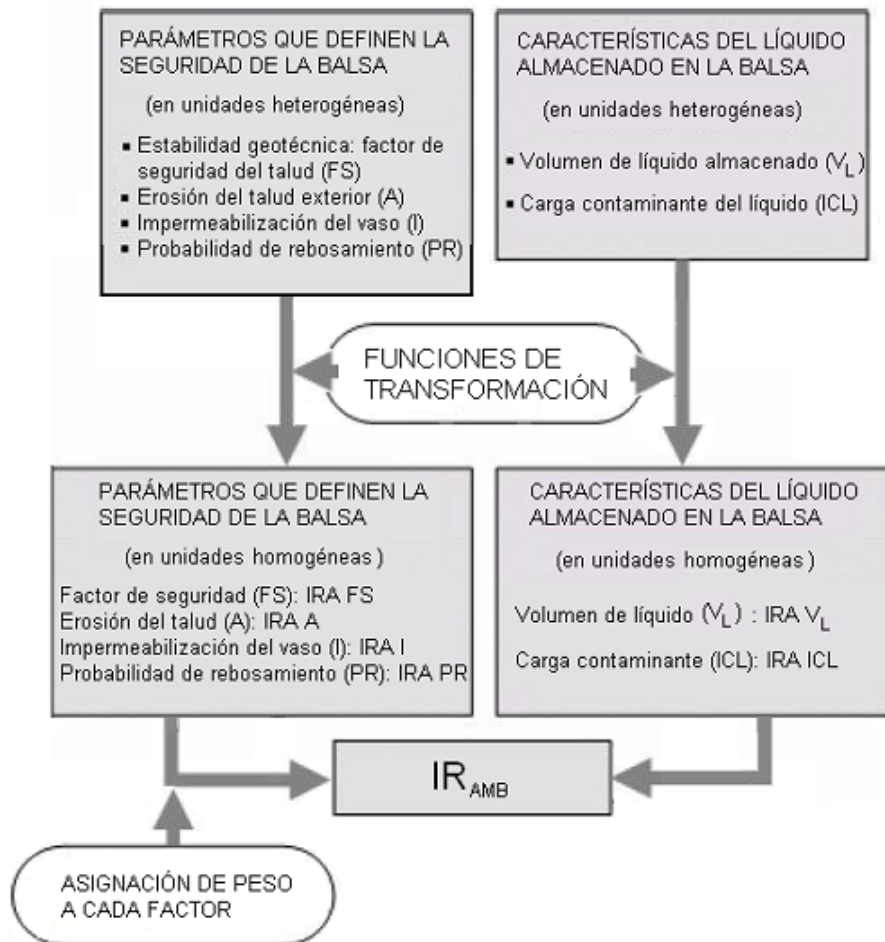 PARÁMETROS QUE DEFINEN LA
SEGURIDAD DE LA BALSA
(en unidades heterogéneas)
▪ Estabilidad geotécnica: factor de
seguridad del talud (FS)
▪ Erosión del talud exterior (A)
▪ Impermeabilización del vaso (I)
▪ Probabilidad de rebosamiento (PR)
CARACTERÍSTICAS DEL LÍQUIDO
ALMACENADO EN LA BALSA
(en unidades heterogéneas)
▪ Volumen de líquido almacenado (V_L)
▪ Carga contaminante del líquido (ICL)
FUNCIONES DE
TRANSFORMACIÓN
PARÁMETROS QUE DEFINEN LA
SEGURIDAD DE LA BALSA
(en unidades homogéneas )
Factor de seguridad (FS): IRA FS
Erosión del talud (A): IRA A
Impermeabilización del vaso (I): IRA I
Probabilidad de rebosamiento (PR): IRA PR
CARACTERÍSTICAS DEL LÍQUIDO
ALMACENADO EN LA BALSA
(en unidades homogéneas )
Volumen de líquido (V_L) : IRA V_L
Carga contaminante (ICL): IRA ICL
IR_AMB
ASIGNACIÓN DE PESO
A CADA FACTOR